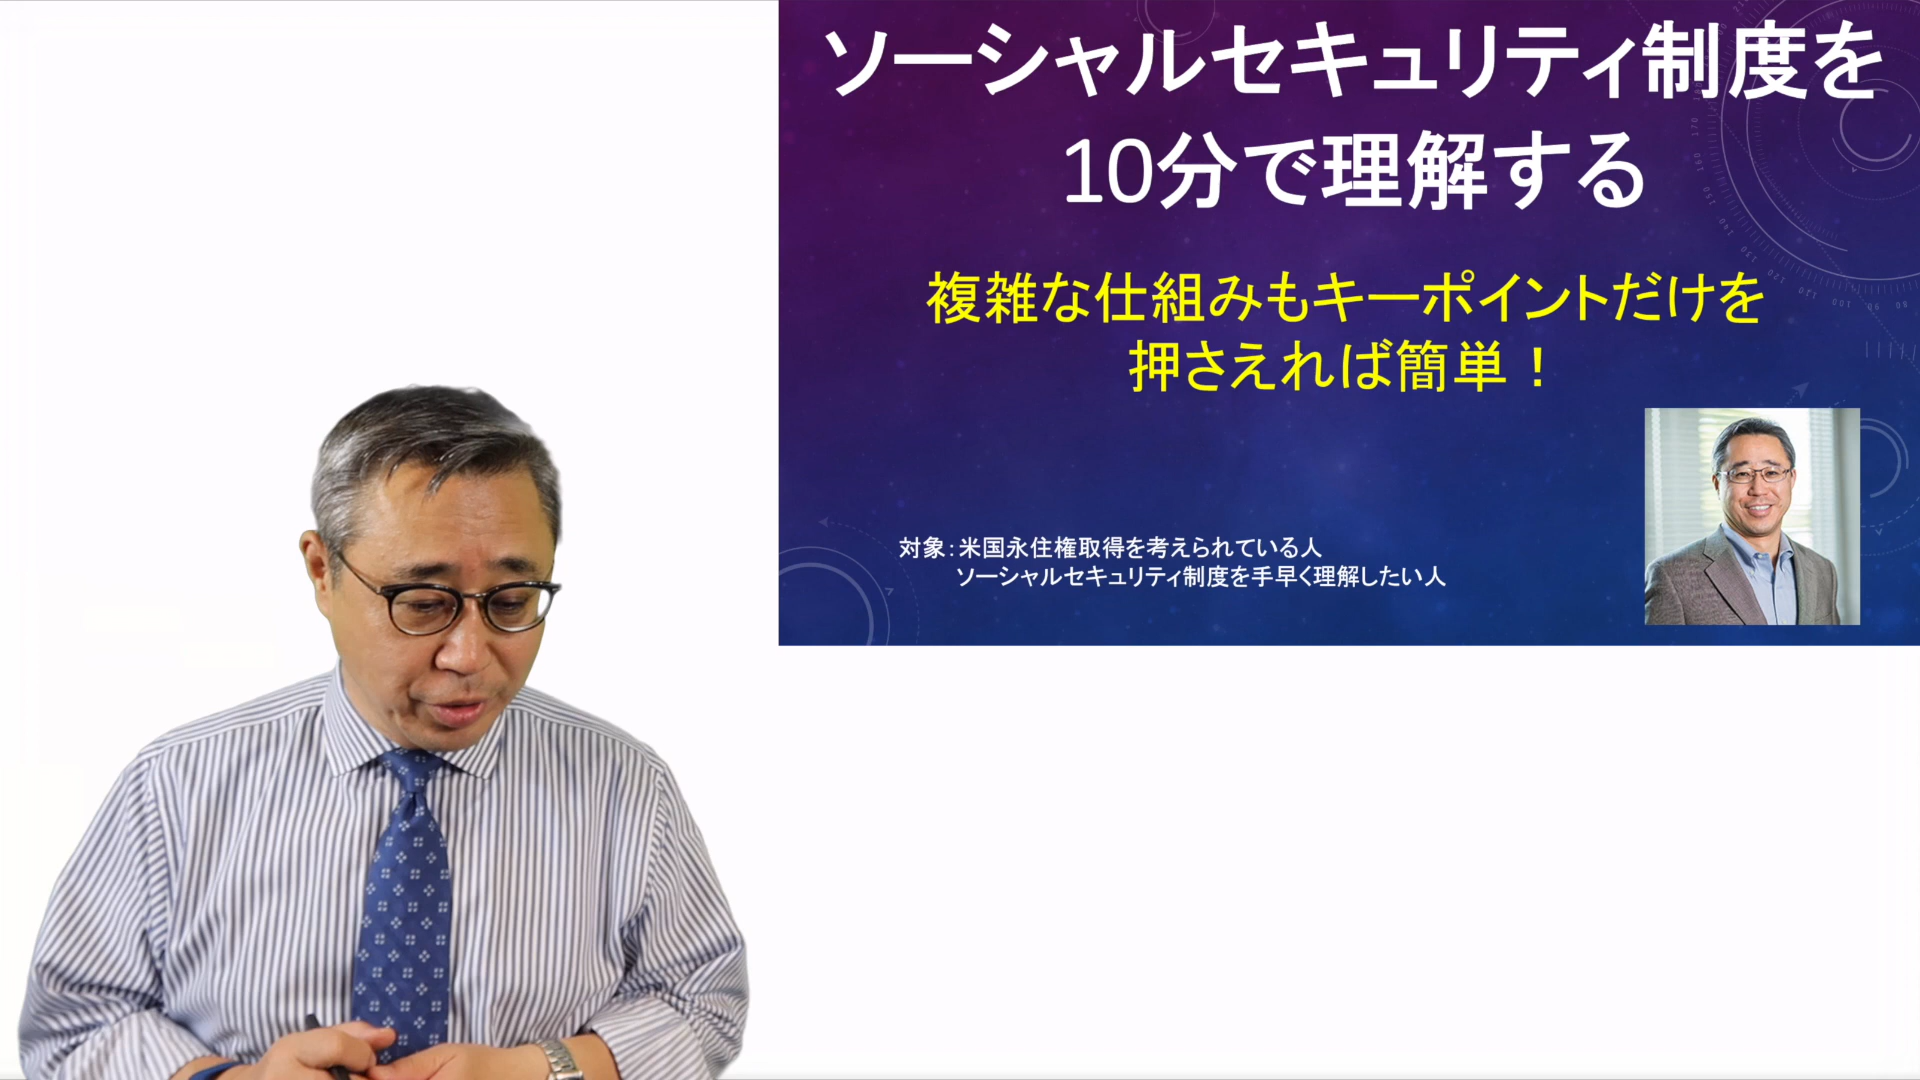 ソーシャルセキュリティ制度を
10分で理解する
複雑な仕組みもキーポイントだけを
押さえれば簡単！
対象：米国永住権取得を考えられている人
ソーシャルセキュリティ制度を手早く理解したい人